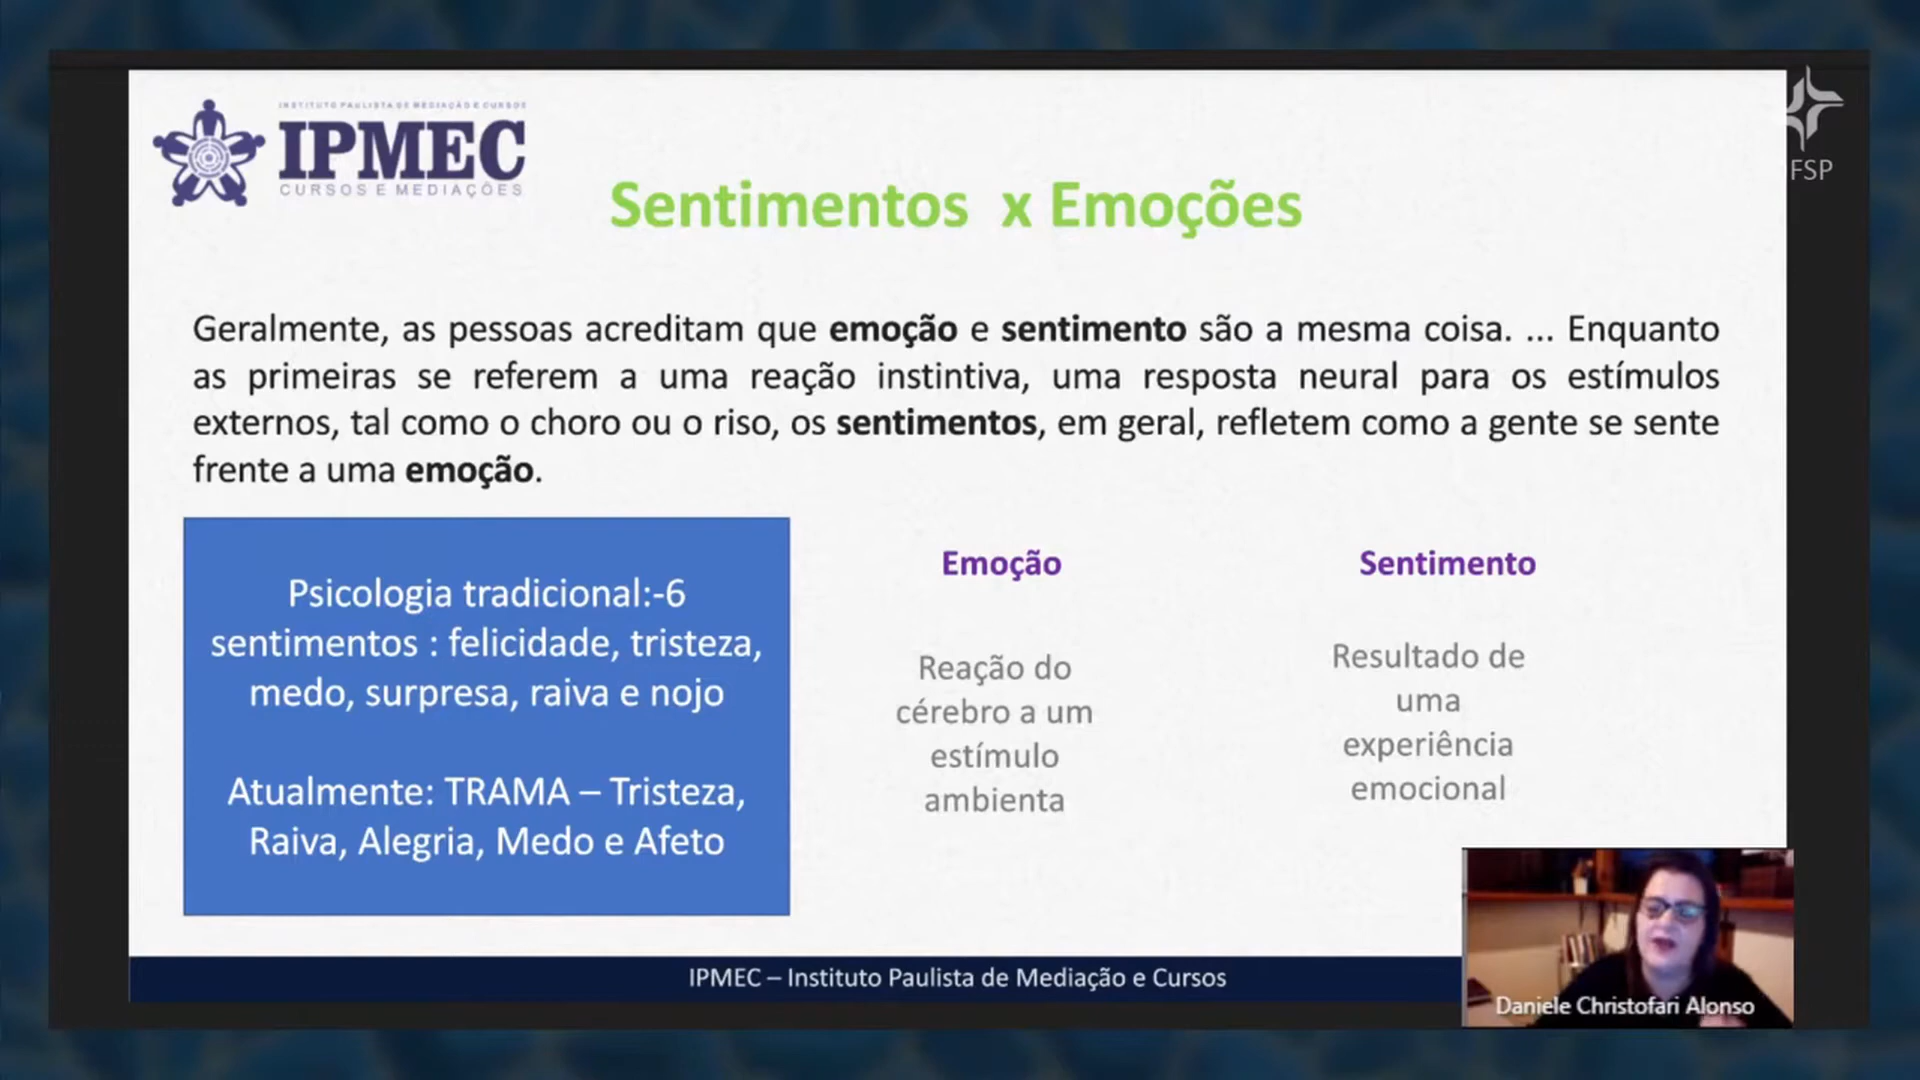 INSTITUTO PAULISTA DE MEDIAÇÃO E CURSOS
IPMEC
CURSOS E MEDIAÇÕES
FSP
Sentimentos x Emoções
Geralmente, as pessoas acreditam que emoção e sentimento são a mesma coisa. ... Enquanto
as primeiras se referem a uma reação instintiva, uma resposta neural para os estímulos
externos, tal como o choro ou o riso, os sentimentos, em geral, refletem como a gente se sente
frente a uma emoção.
Psicologia tradicional:-6
sentimentos : felicidade, tristeza,
medo, surpresa, raiva e nojo
Atualmente: TRAMA – Tristeza,
Raiva, Alegria, Medo e Afeto
Emoção
Reação do
cérebro a um
estímulo
ambienta
Sentimento
Resultado de
uma
experiência
emocional
IPMEC – Instituto Paulista de Mediação e Cursos
Daniele Christofari Alonso